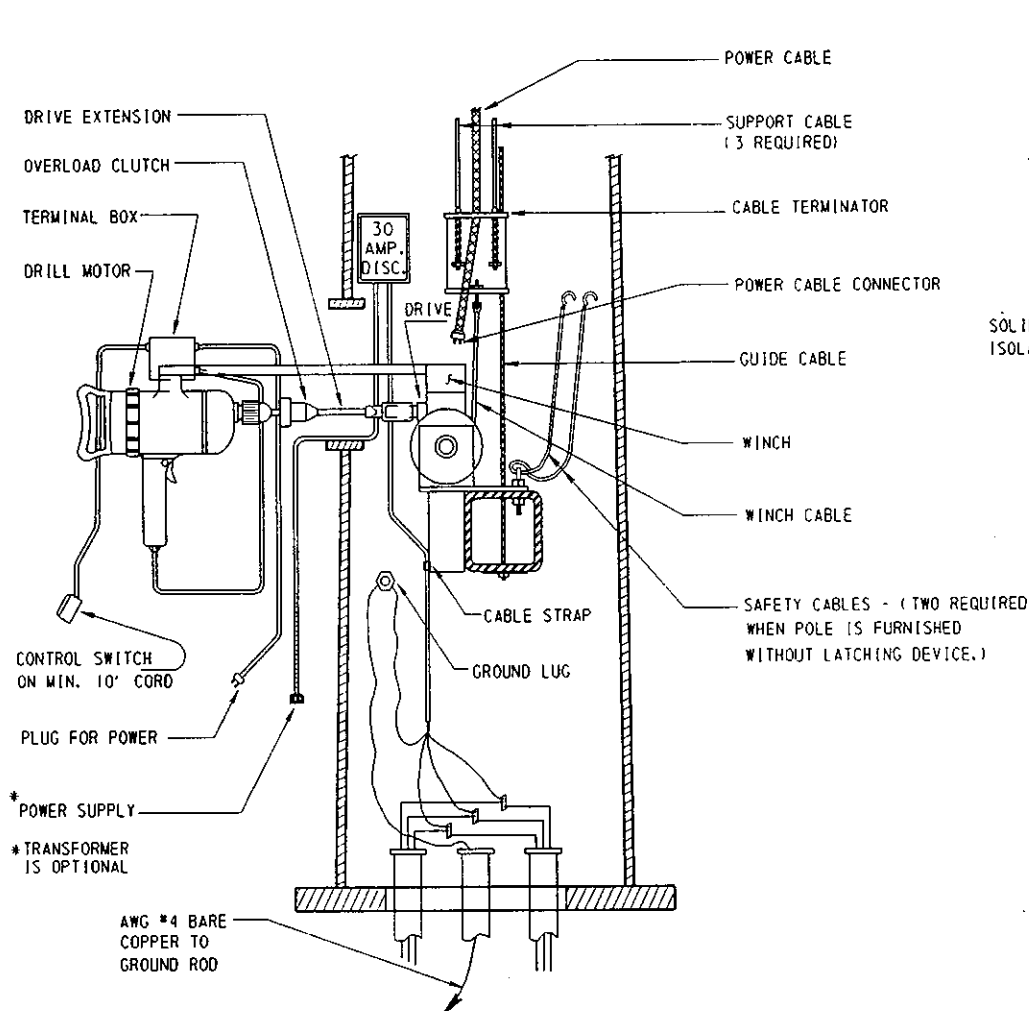 POWER CABLE
DRIVE EXTENSION
SUPPORT CABLE
(3 REQUIRED)
OVERLOAD CLUTCH
TERMINAL BOX
CABLE TERMINATOR
30
AMP.
DISC.
DRILL MOTOR
POWER CABLE CONNECTOR
DRIVE
GUIDE CABLE
WINCH
WINCH CABLE
SAFETY CABLES - (TWO REQUIRED
WHEN POLE IS FURNISHED
WITHOUT LATCHING DEVICE.)
CABLE STRAP
GROUND LUG
CONTROL SWITCH
ON MIN. 10' CORD
PLUG FOR POWER
*POWER SUPPLY
*TRANSFORMER
IS OPTIONAL
AWG #4 BARE
COPPER TO
GROUND ROD